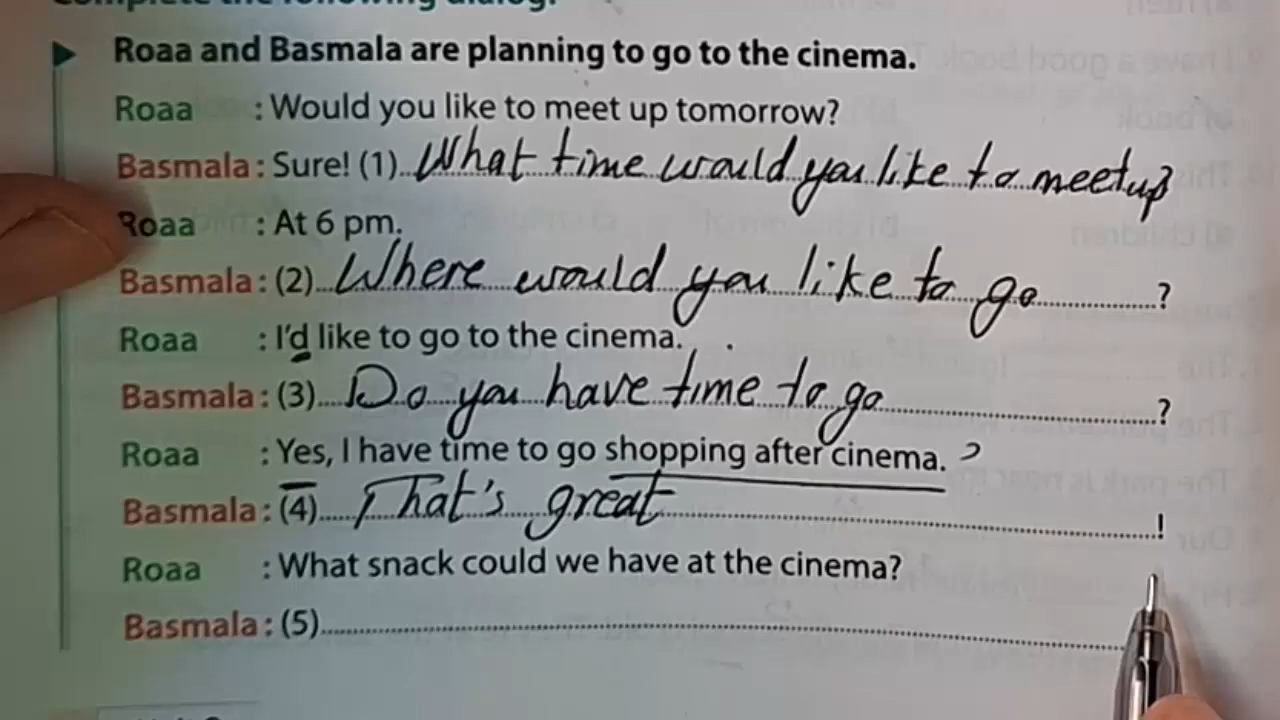 Complete the following dialog.
Roaa and Basmala are planning to go to the cinema.
Roaa : Would you like to meet up tomorrow?
Basmala : Sure! (1) What time would you like to meet up?
Roaa : At 6 pm.
Basmala : (2) Where would you like to go ?
Roaa : I'd like to go to the cinema.
Basmala : (3) Do you have time to go ?
Roaa : Yes, I have time to go shopping after cinema.
Basmala : (4) That's great !
Roaa : What snack could we have at the cinema?
Basmala : (5)